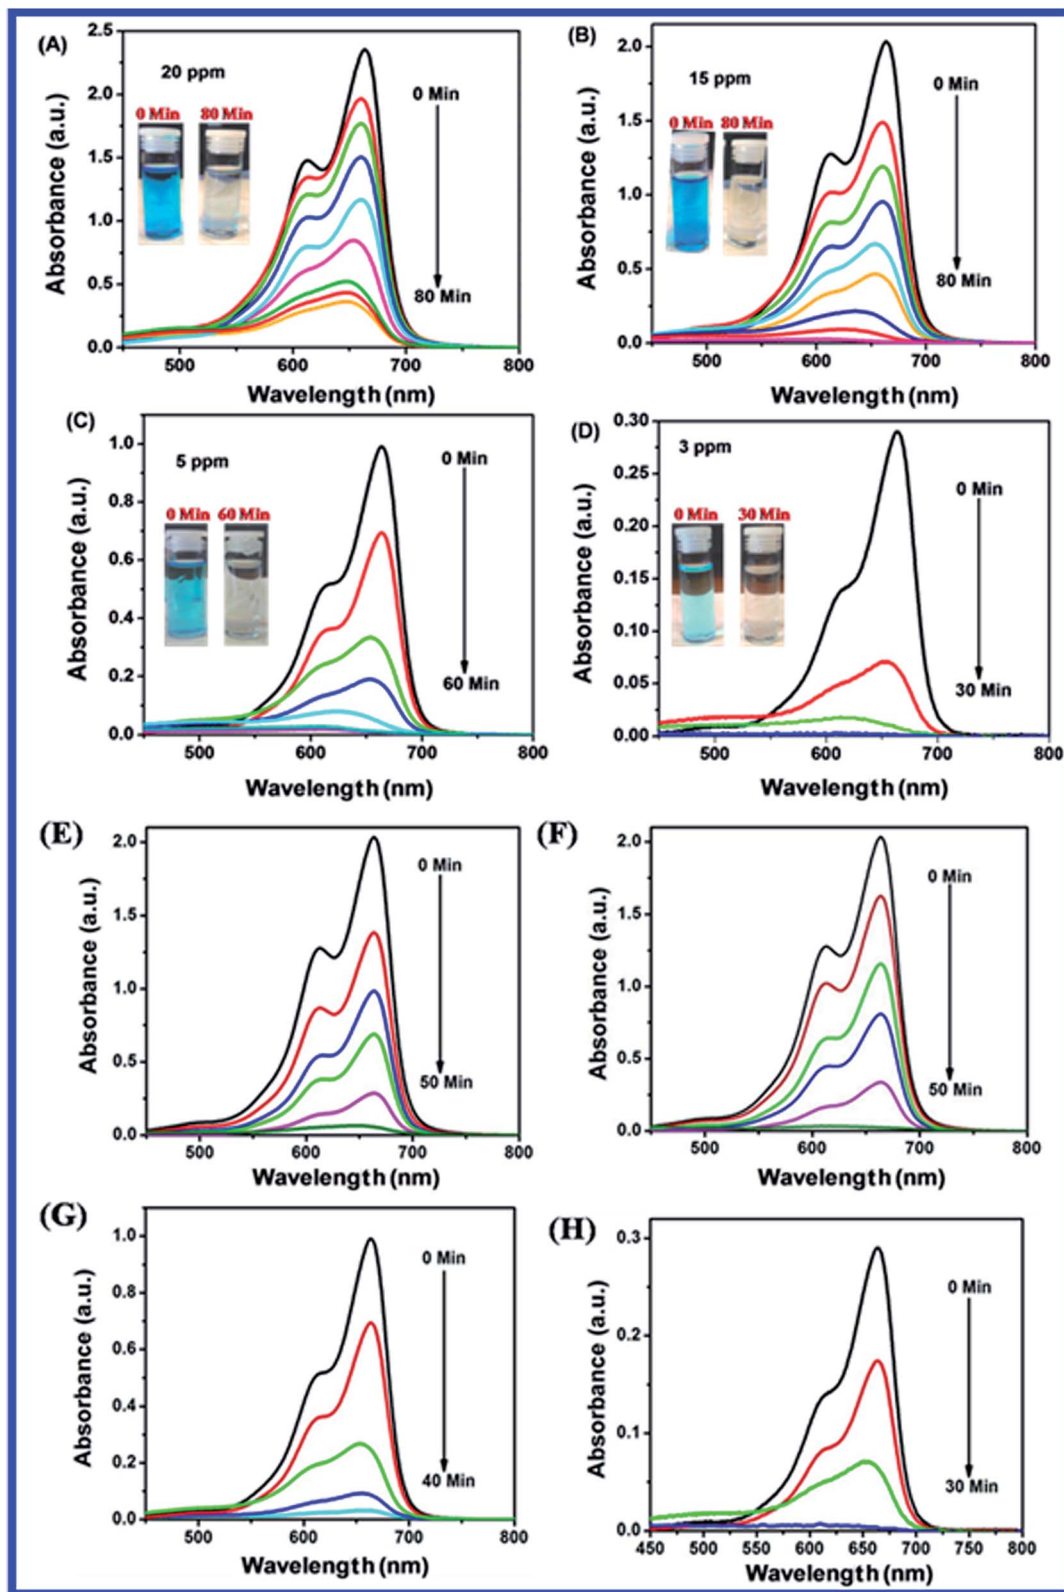 (A)
2.5
2.0
1.5
1.0
0.5
0.0
Absorbance (a.u.)
20 ppm
0 Min 80 Min
0 Min
80 Min
500 600 700 800
Wavelength (nm)
(B)
2.0
1.5
1.0
0.5
0.0
Absorbance (a.u.)
15 ppm
0 Min 80 Min
0 Min
80 Min
500 600 700 800
Wavelength (nm)
(C)
1.0
0.8
0.6
0.4
0.2
0.0
Absorbance (a.u.)
5 ppm
0 Min 60 Min
0 Min
60 Min
500 600 700 800
Wavelength (nm)
(D)
0.30
0.25
0.20
0.15
0.10
0.05
0.00
Absorbance (a.u.)
3 ppm
0 Min 30 Min
0 Min
30 Min
500 600 700 800
Wavelength (nm)
(E)
2.0
1.5
1.0
0.5
0.0
Absorbance (a.u.)
0 Min
50 Min
500 600 700 800
Wavelength (nm)
(F)
2.0
1.5
1.0
0.5
0.0
Absorbance (a.u.)
0 Min
50 Min
500 600 700 800
Wavelength (nm)
(G)
1.0
0.8
0.6
0.4
0.2
0.0
Absorbance (a.u.)
0 Min
40 Min
500 600 700 800
Wavelength (nm)
(H)
0.3
0.2
0.1
0.0
Absorbance (a.u.)
0 Min
30 Min
450 500 550 600 650 700 750 800
Wavelength (nm)